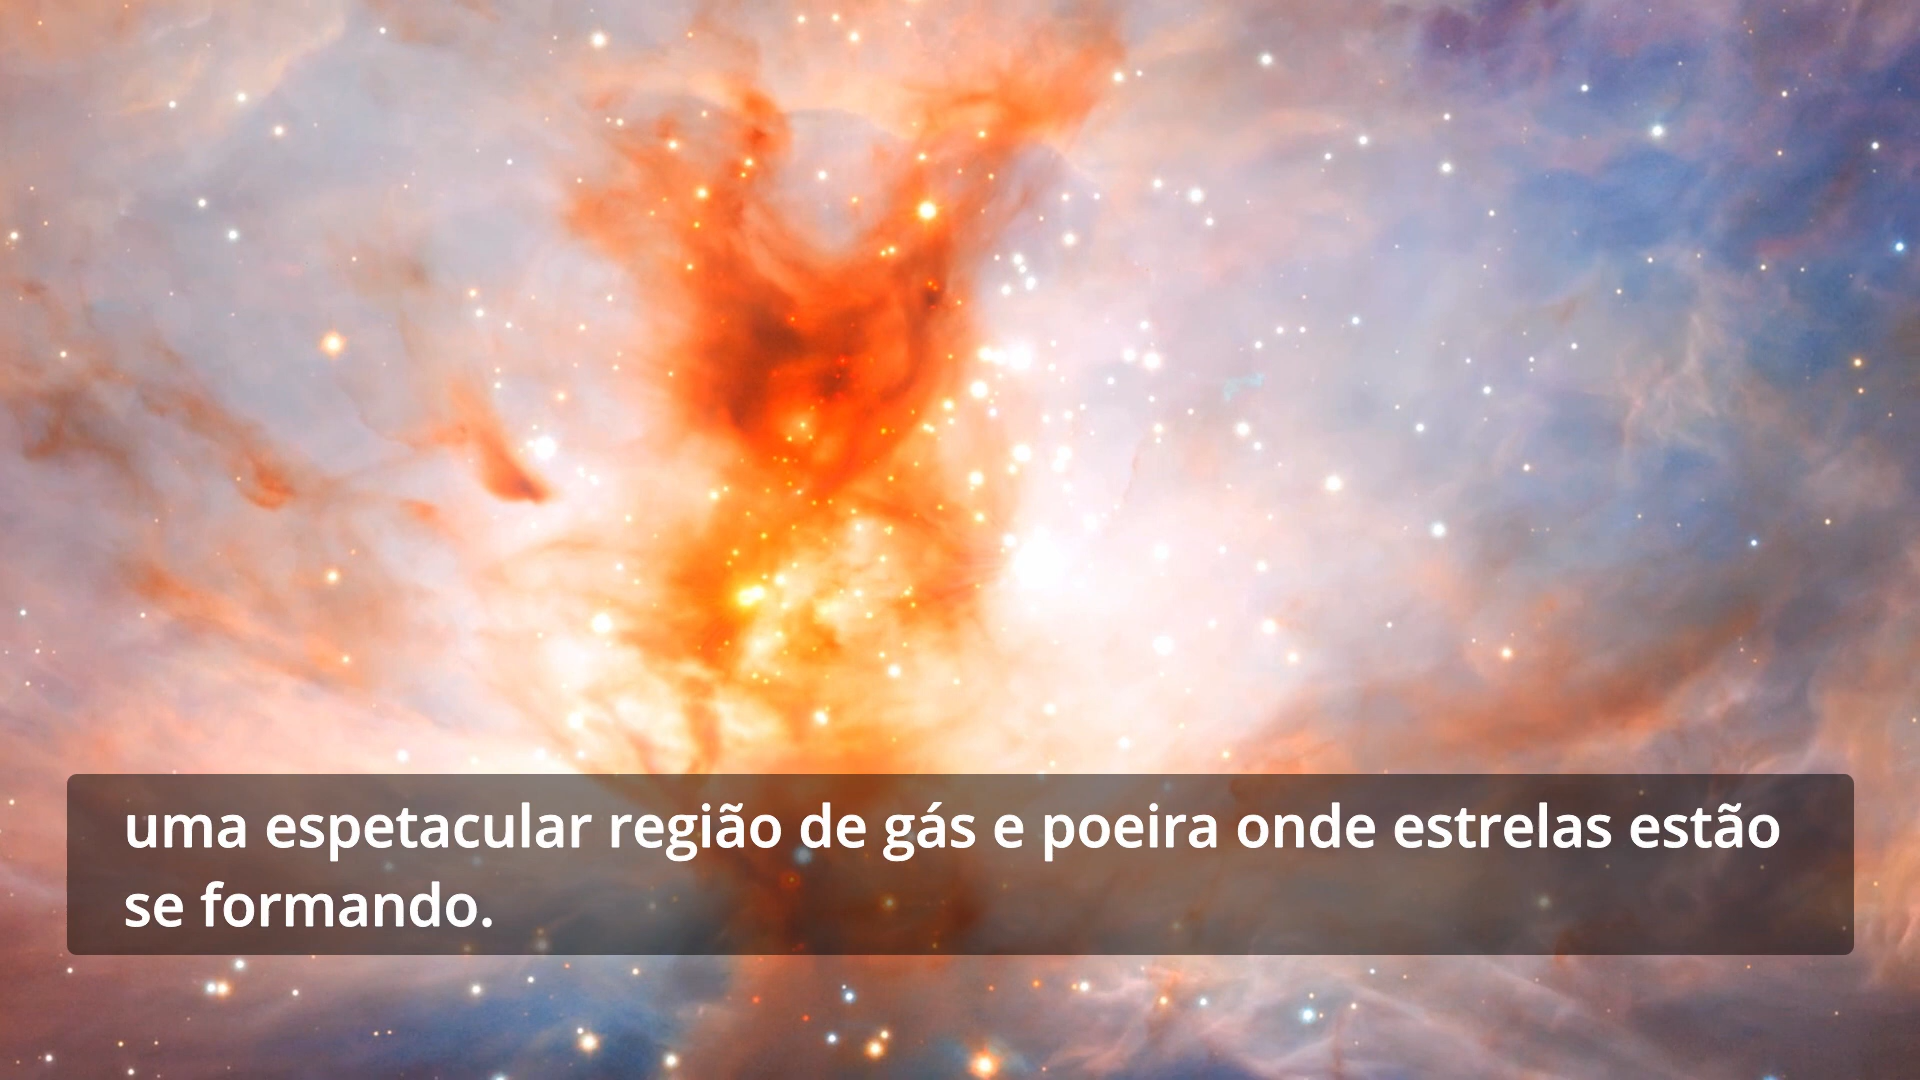 uma espetacular região de gás e poeira onde estrelas estão
se formando.